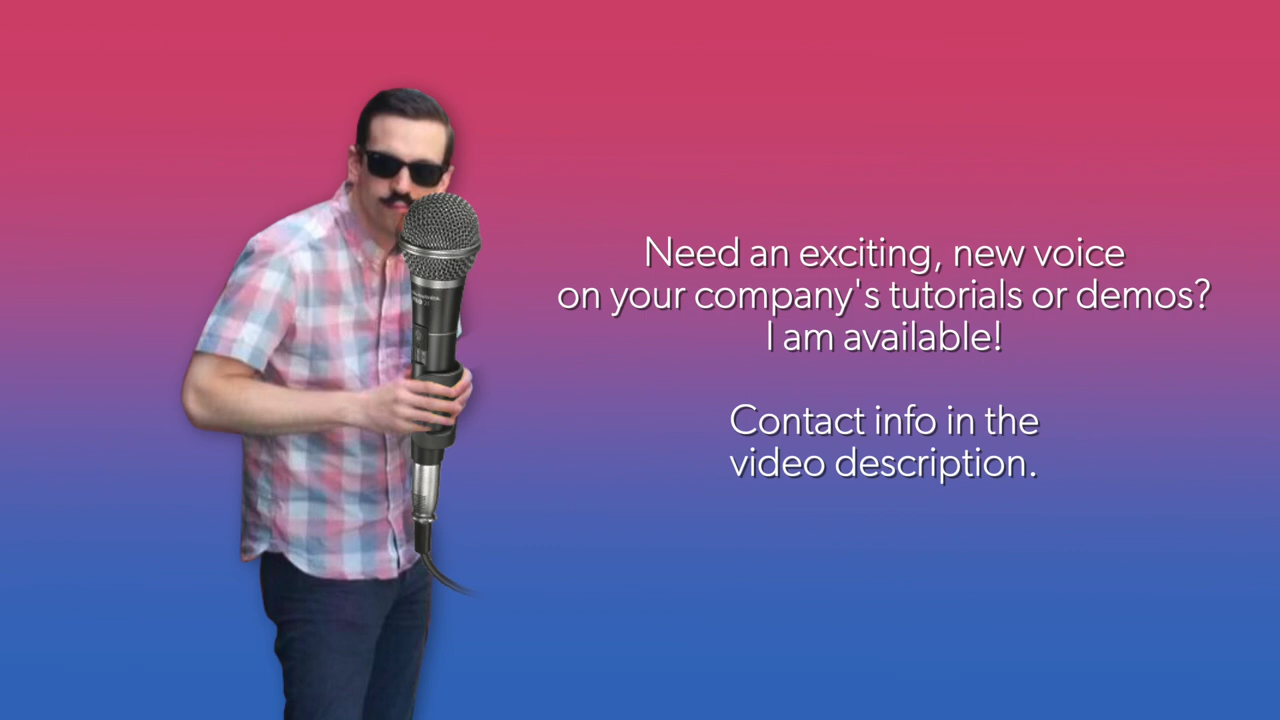 Need an exciting, new voice
on your company's tutorials or demos?
I am available!
Contact info in the
video description.